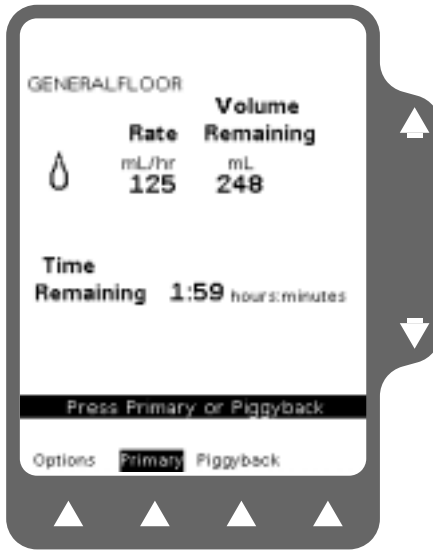 GENERALFLOOR
Volume
Rate Remaining
mL/hr mL
125 248
Time
Remaining 1:59 hours:minutes
Press Primary or Piggyback
Options Primary Piggyback